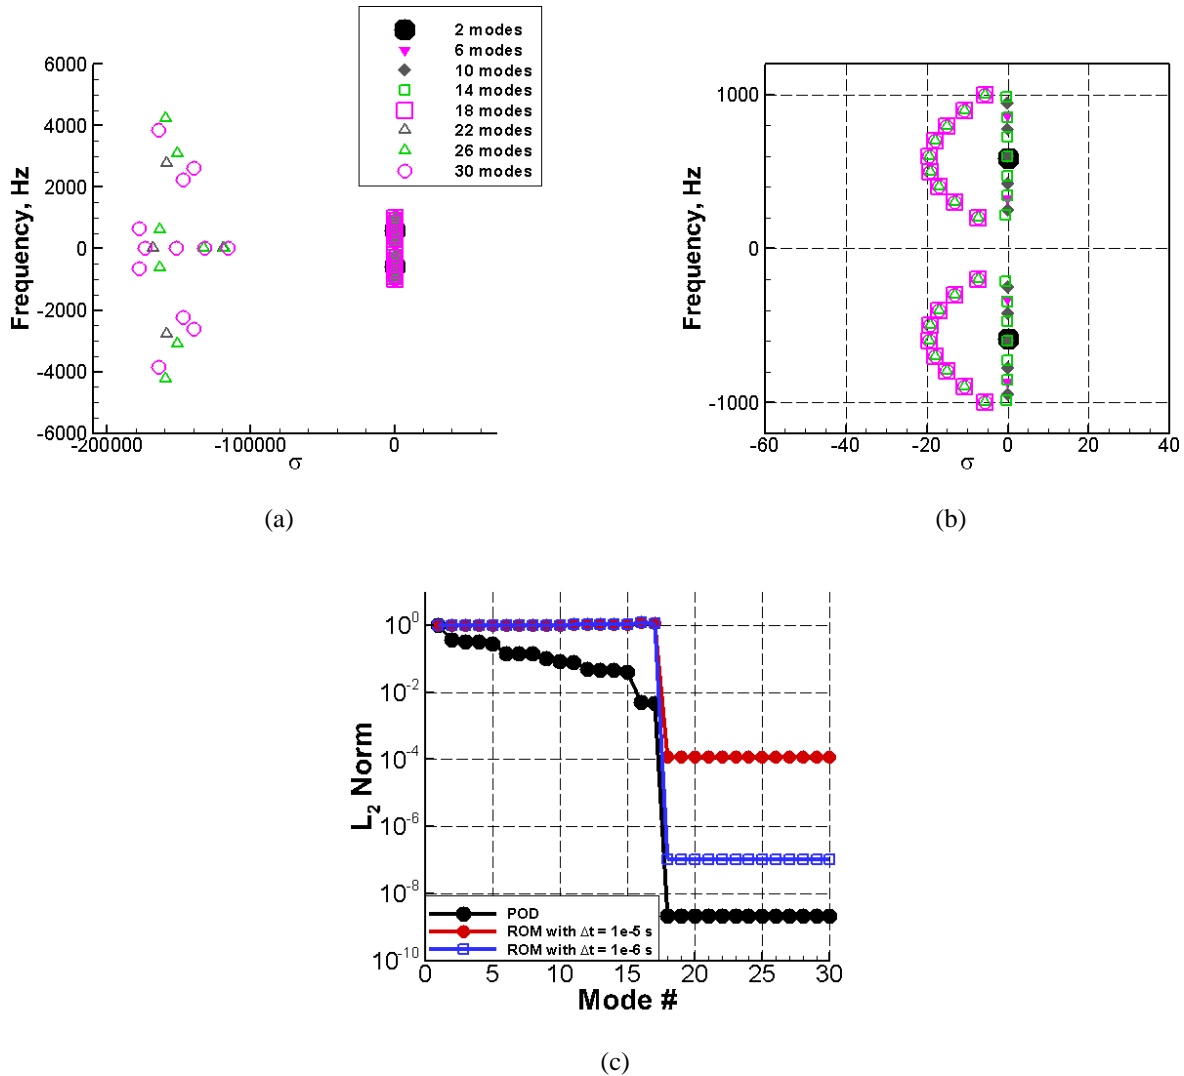 2 modes
6 modes
10 modes
14 modes
18 modes
22 modes
26 modes
30 modes
Frequency, Hz
6000
4000
2000
0
-2000
-4000
-6000
-200000 -100000 0
σ
(a)
Frequency, Hz
1000
0
-1000
-60 -40 -20 0 20 40
σ
(b)
L2 Norm
10^0
10^-2
10^-4
10^-6
10^-8
10^-10
POD
ROM with Δt = 1e-5 s
ROM with Δt = 1e-6 s
0 5 10 15 20 25 30
Mode #
(c)